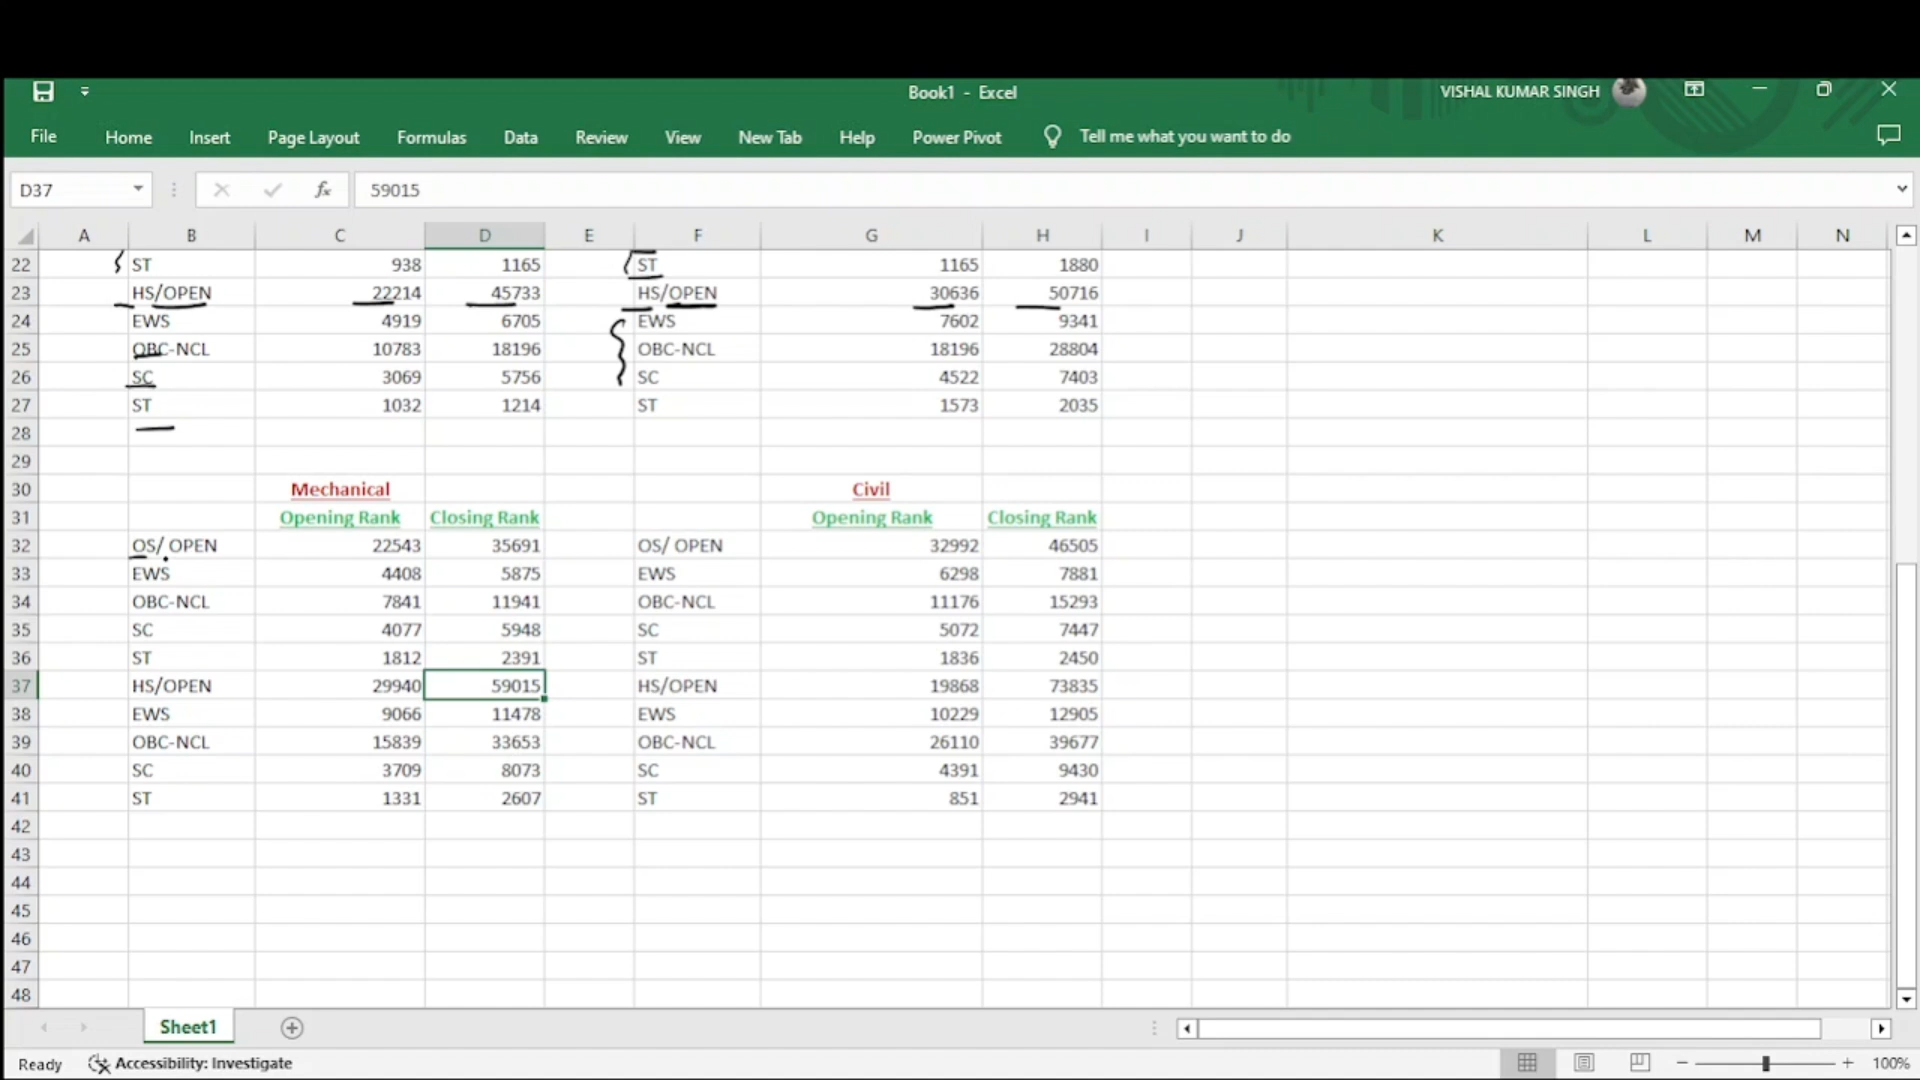 Book1 - Excel
VISHAL KUMAR SINGH
File Home Insert Page Layout Formulas Data Review View New Tab Help Power Pivot Tell me what you want to do
D37 fx 59015
A B C D E F G H I J K L M N
22 ST 938 1165 ST 1165 1880
23 HS/OPEN 22214 45733 HS/OPEN 30636 50716
24 EWS 4919 6705 EWS 7602 9341
25 OBC-NCL 10783 18196 OBC-NCL 18196 28804
26 SC 3069 5756 SC 4522 7403
27 ST 1032 1214 ST 1573 2035
28
29
30 Mechanical Civil
31 Opening Rank Closing Rank Opening Rank Closing Rank
32 OS/ OPEN 22543 35691 OS/ OPEN 32992 46505
33 EWS 4408 5875 EWS 6298 7881
34 OBC-NCL 7841 11941 OBC-NCL 11176 15293
35 SC 4077 5948 SC 5072 7447
36 ST 1812 2391 ST 1836 2450
37 HS/OPEN 29940 59015 HS/OPEN 19868 73835
38 EWS 9066 11478 EWS 10229 12905
39 OBC-NCL 15839 33653 OBC-NCL 26110 39677
40 SC 3709 8073 SC 4391 9430
41 ST 1331 2607 ST 851 2941
42
43
44
45
46
47
48
Sheet1
Ready Accessibility: Investigate 100%